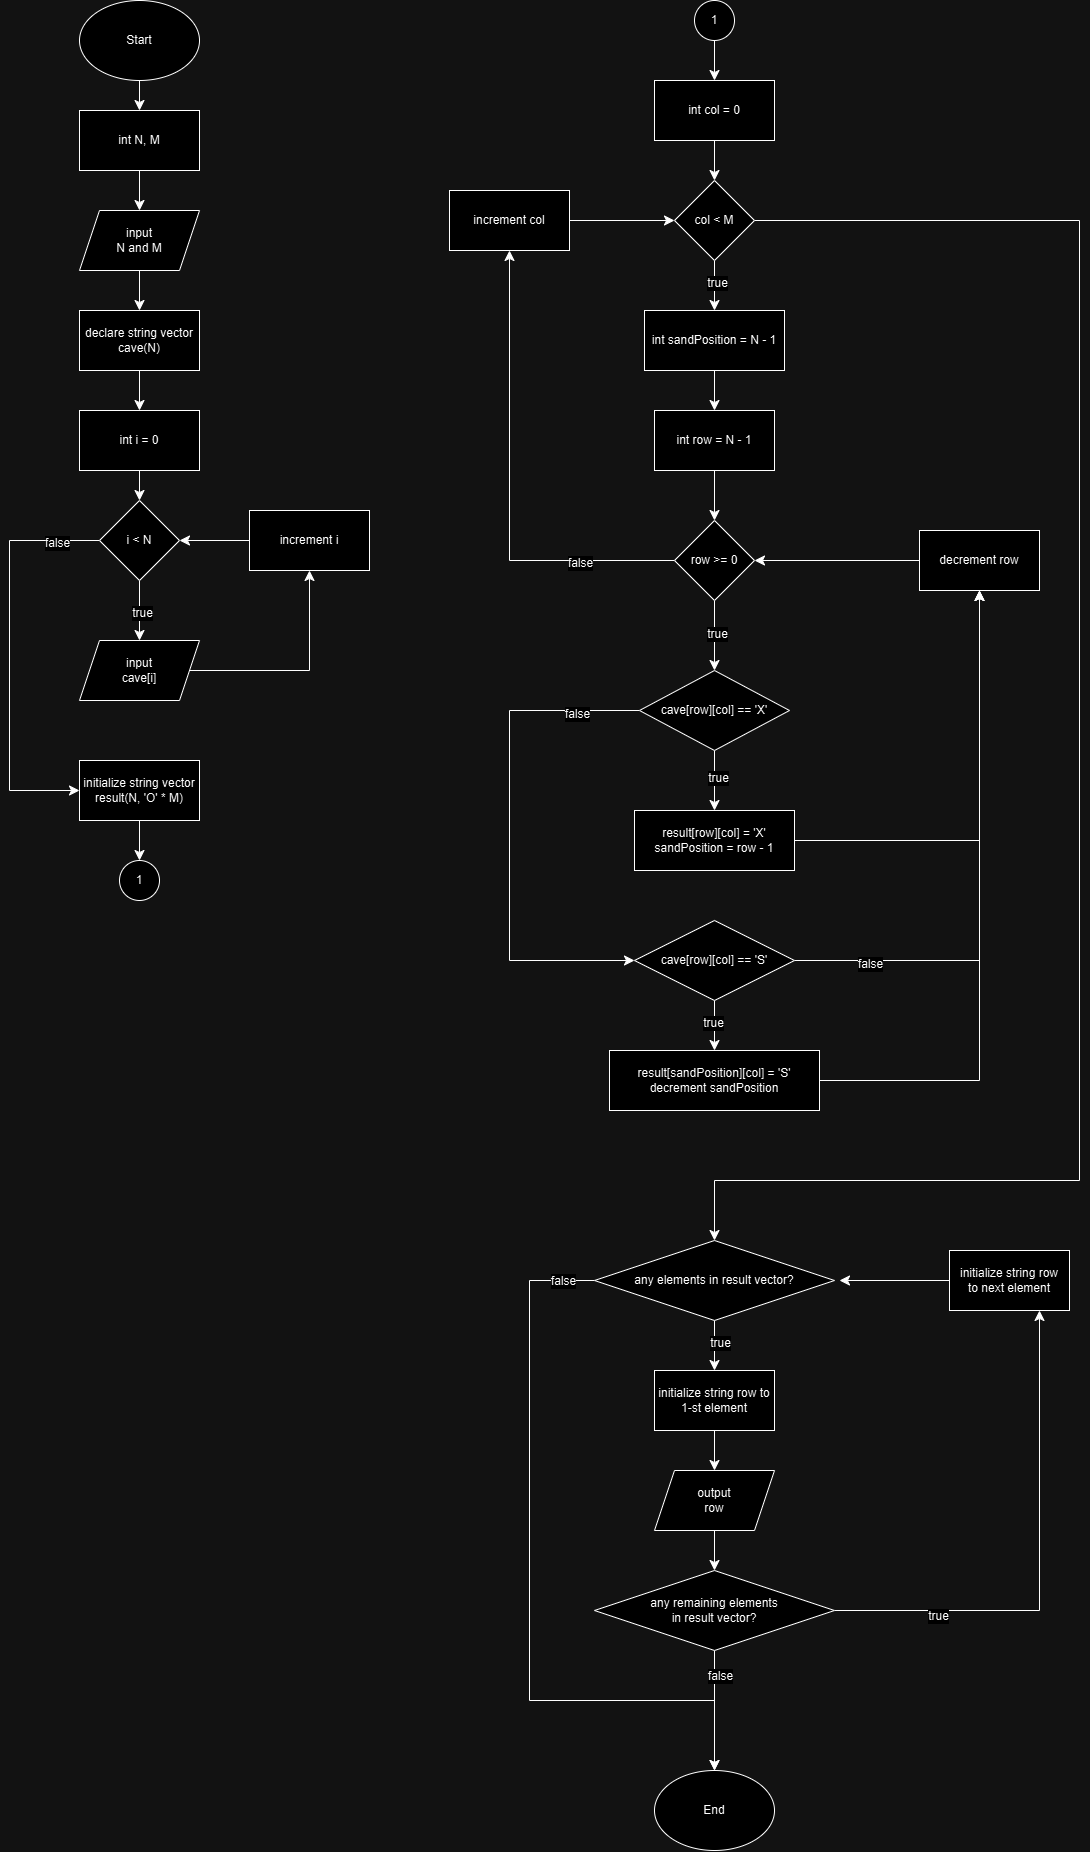 Start
int N, M
input
N and M
declare string vector
cave(N)
int i = 0
i < N
increment i
false
true
input
cave[i]
initialize string vector
result(N, 'O' * M)
1
1
int col = 0
increment col
col < M
true
int sandPosition = N - 1
int row = N - 1
false
row >= 0
decrement row
true
false
cave[row][col] == 'X'
true
result[row][col] = 'X'
sandPosition = row - 1
cave[row][col] == 'S'
false
true
result[sandPosition][col] = 'S'
decrement sandPosition
false
any elements in result vector?
initialize string row
to next element
true
initialize string row to
1-st element
output
row
any remaining elements
in result vector?
true
false
End